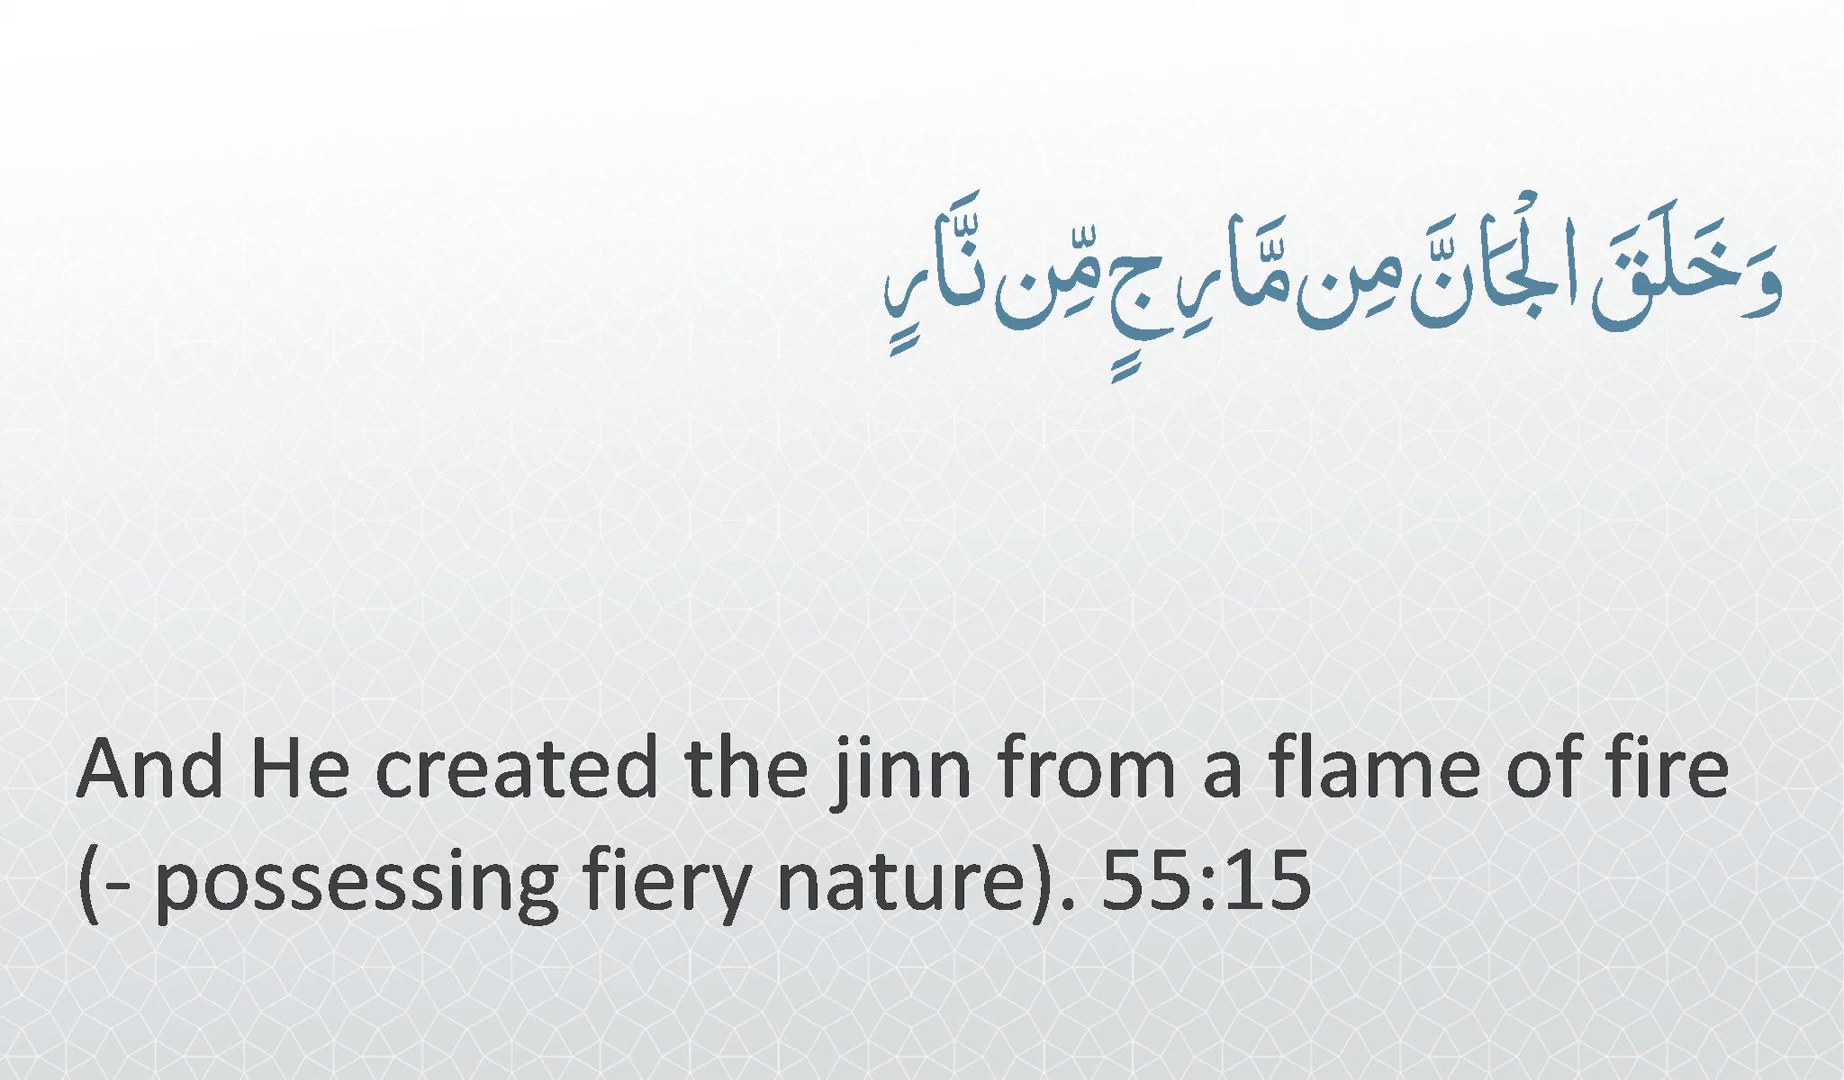 وَخَلَقَ الْجَانَّ مِن مَّارِجٍ مِّن نَّارٍ
And He created the jinn from a flame of fire
(- possessing fiery nature). 55:15